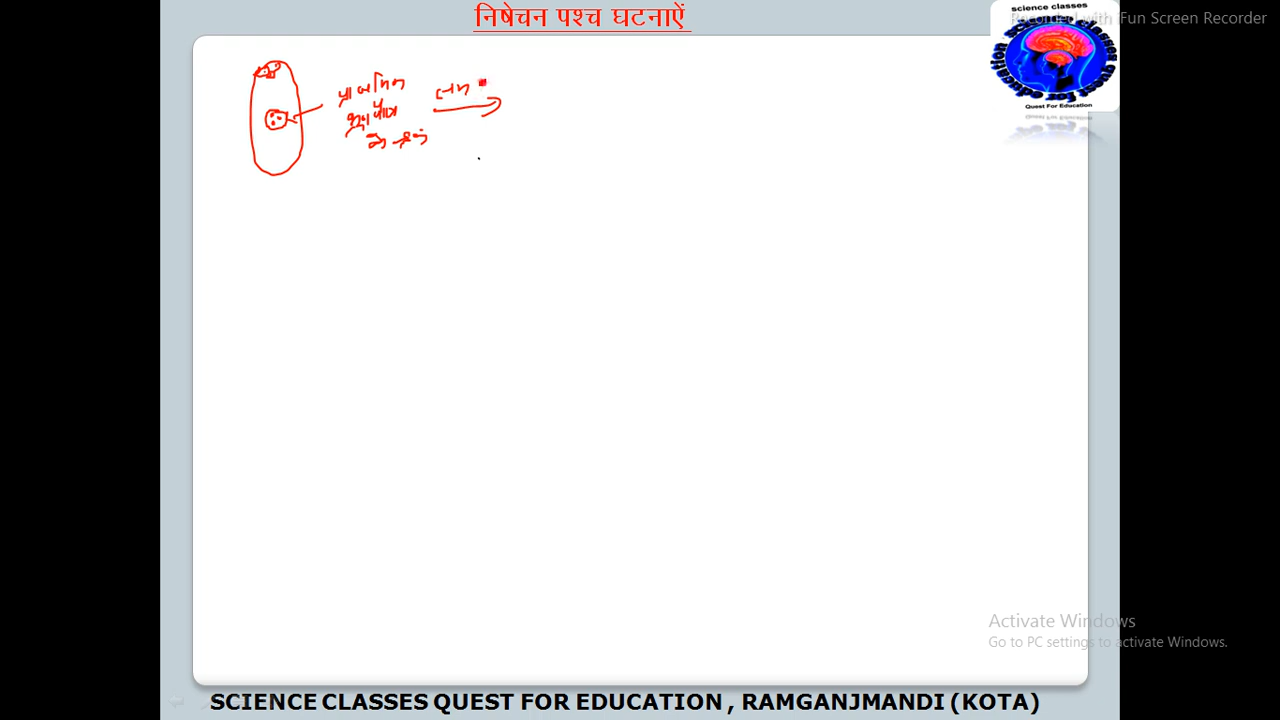 निषेचन पश्च घटनाऐं
science classes
Recorded with iFun Screen Recorder
Quest For Education
प्राथमिक
भ्रूणपोष
केन्द्रक
Activate Windows
Go to PC settings to activate Windows.
SCIENCE CLASSES QUEST FOR EDUCATION , RAMGANJMANDI (KOTA)